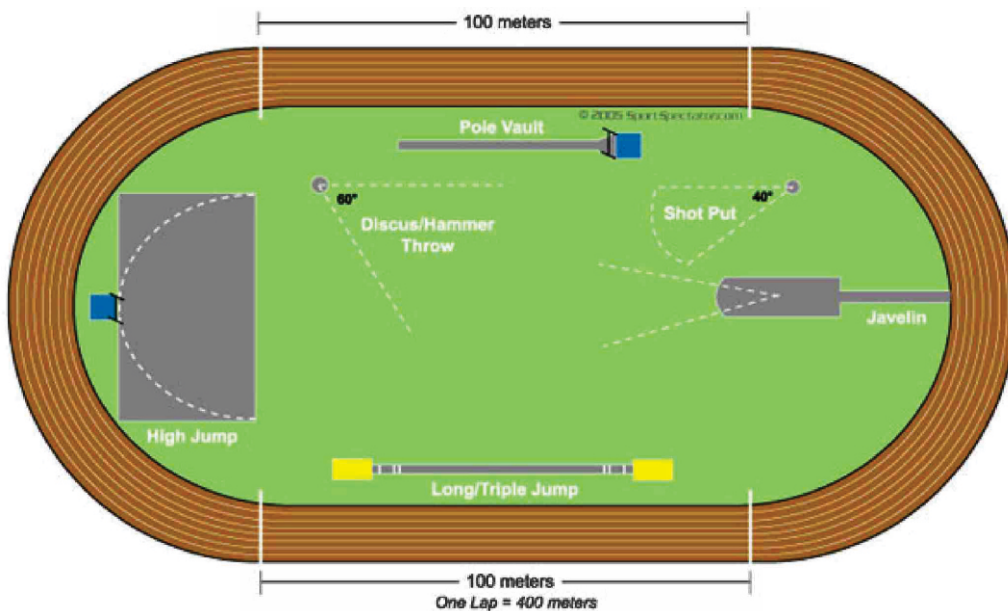 100 meters
© 2005 SportSpectator.com
Pole Vault
60°
40°
Discus/Hammer
Throw
Shot Put
Javelin
High Jump
Long/Triple Jump
100 meters
One Lap = 400 meters